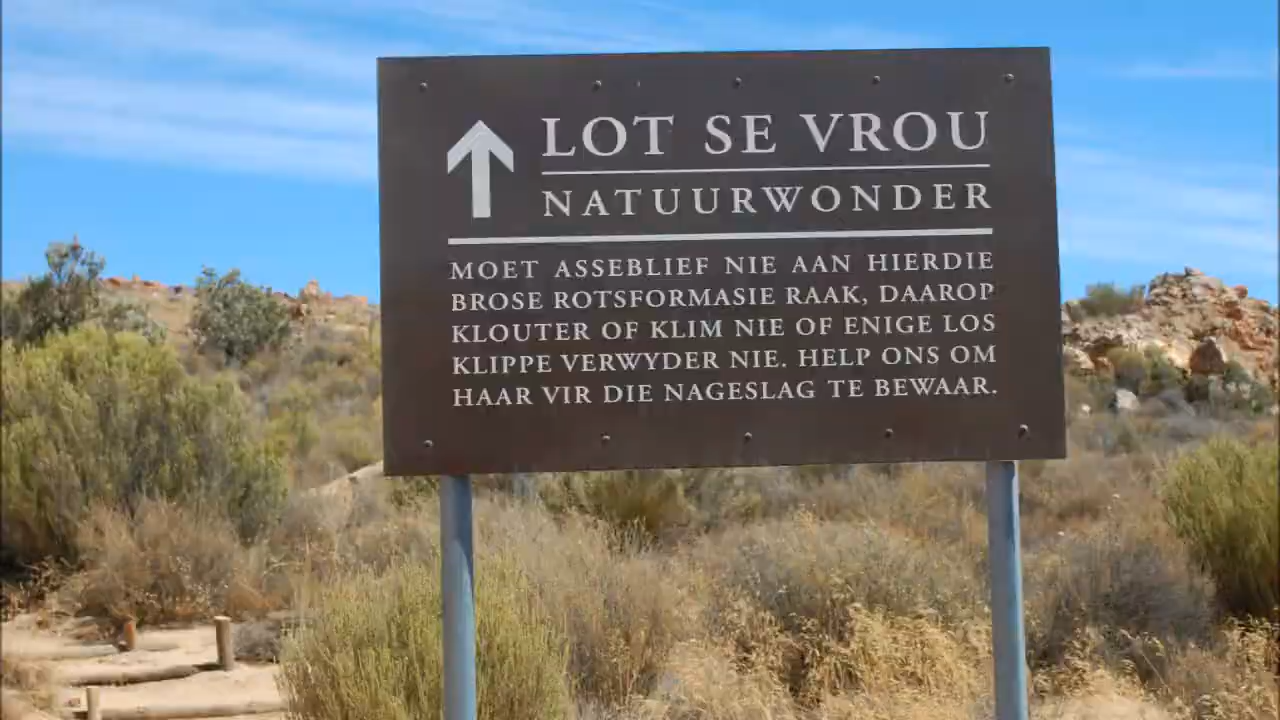 LOT SE VROU
NATUURWONDER
MOET ASSEBLIEF NIE AAN HIERDIE
BROSE ROTSFORMASIE RAAK, DAAROP
KLOUTER OF KLIM NIE OF ENIGE LOS
KLIPPE VERWYDER NIE. HELP ONS OM
HAAR VIR DIE NAGESLAG TE BEWAAR.